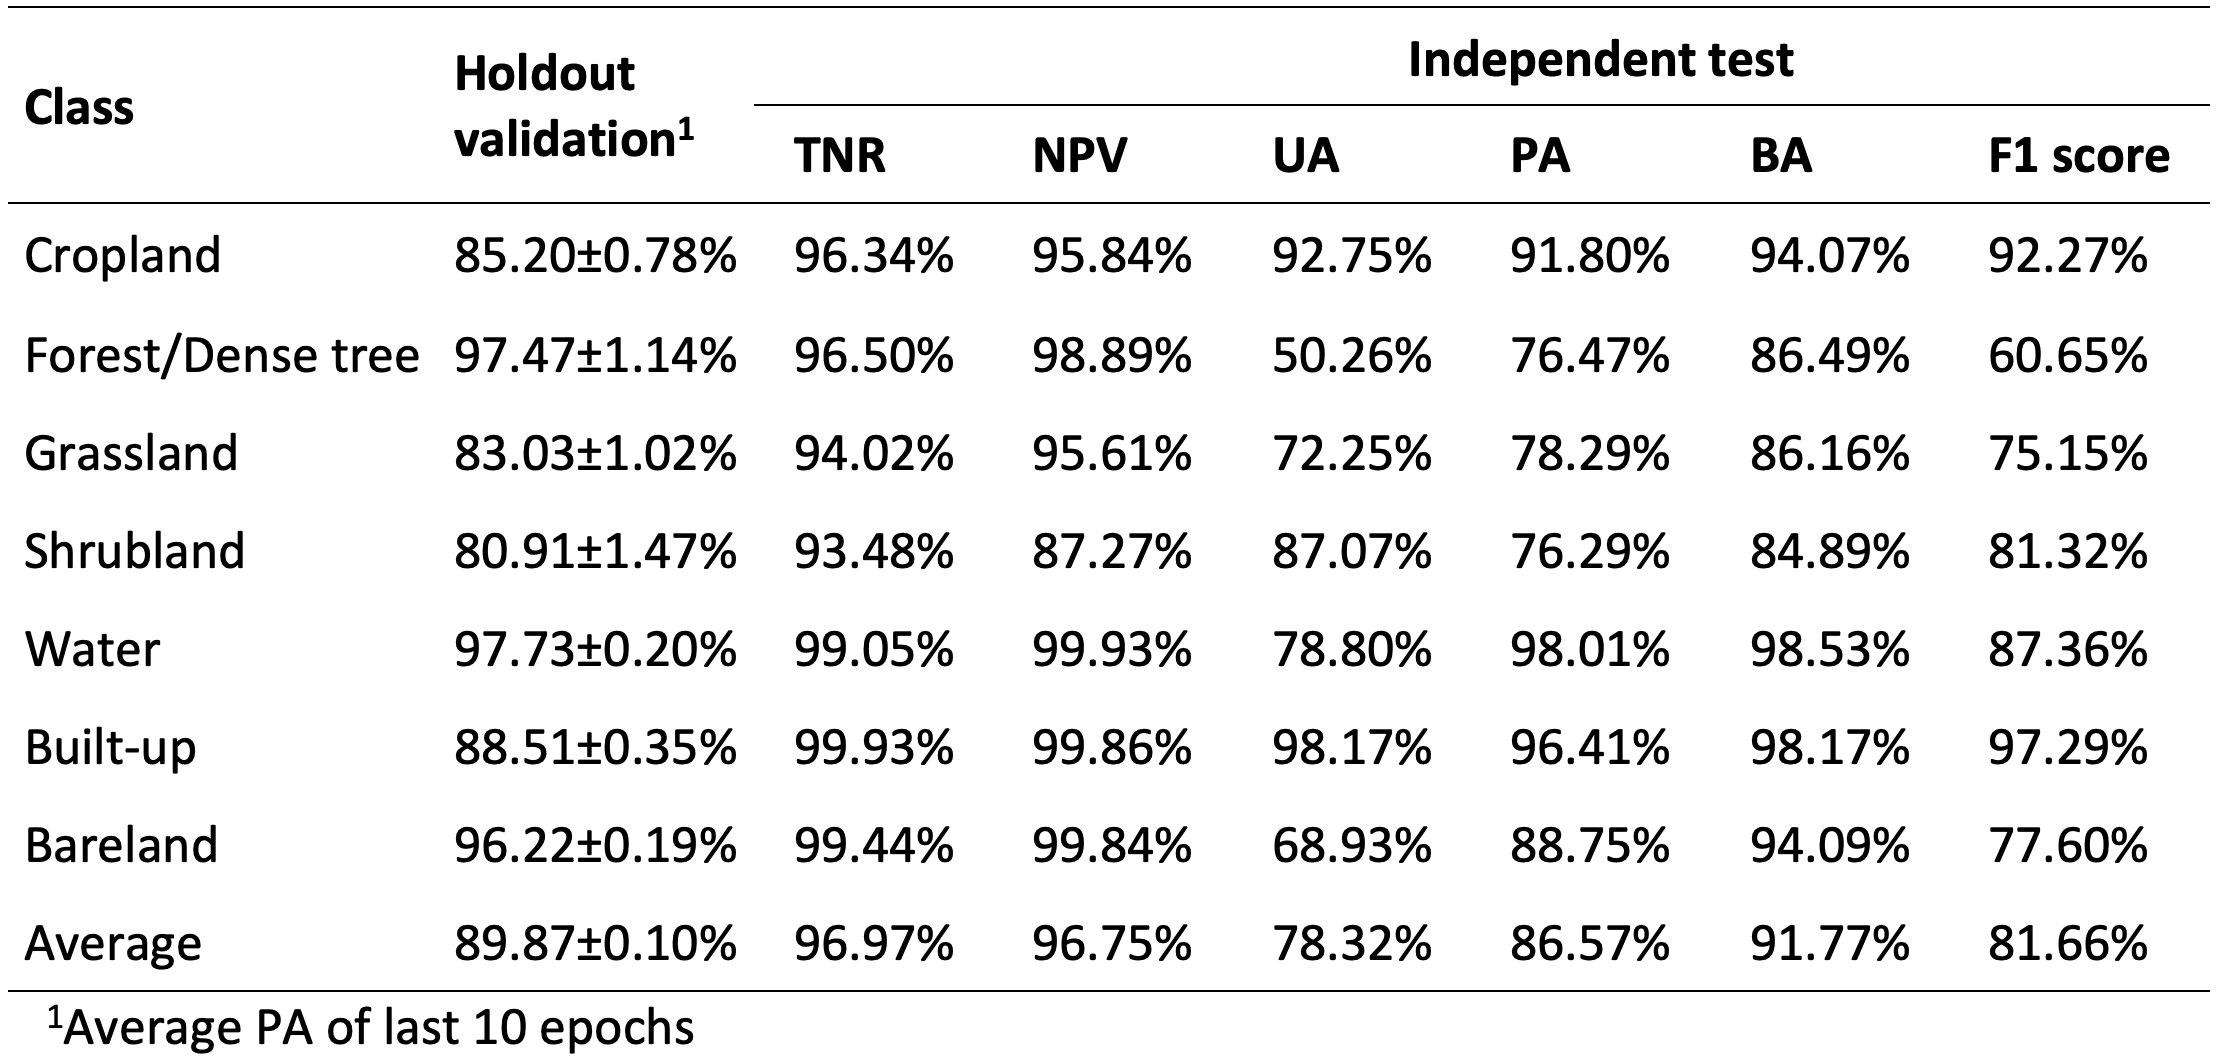 Class Holdout validation¹ Independent test
TNR NPV UA PA BA F1 score
Cropland 85.20±0.78% 96.34% 95.84% 92.75% 91.80% 94.07% 92.27%
Forest/Dense tree 97.47±1.14% 96.50% 98.89% 50.26% 76.47% 86.49% 60.65%
Grassland 83.03±1.02% 94.02% 95.61% 72.25% 78.29% 86.16% 75.15%
Shrubland 80.91±1.47% 93.48% 87.27% 87.07% 76.29% 84.89% 81.32%
Water 97.73±0.20% 99.05% 99.93% 78.80% 98.01% 98.53% 87.36%
Built-up 88.51±0.35% 99.93% 99.86% 98.17% 96.41% 98.17% 97.29%
Bareland 96.22±0.19% 99.44% 99.84% 68.93% 88.75% 94.09% 77.60%
Average 89.87±0.10% 96.97% 96.75% 78.32% 86.57% 91.77% 81.66%
¹Average PA of last 10 epochs